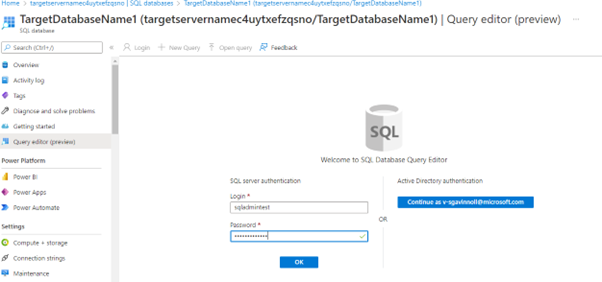 Home > targetservernamec4uytxefzqsno | SQL databases > TargetDatabaseName1 (targetservernamec4uytxefzqsno/TargetDatabaseName1)
TargetDatabaseName1 (targetservernamec4uytxefzqsno/TargetDatabaseName1) | Query editor (preview) ...
SQL database
Search (Ctrl+/) « Login + New Query Open query Feedback
Overview
Activity log
Tags
Diagnose and solve problems
Getting started
Query editor (preview)
Power Platform
Power BI
Power Apps
Power Automate
Settings
Compute + storage
Connection strings
Maintenance
SQL
Welcome to SQL Database Query Editor
SQL server authentication
Login *
sqladmintest
Password *
OK
OR
Active Directory authentication
Continue as v-sgavinnoll@microsoft.com